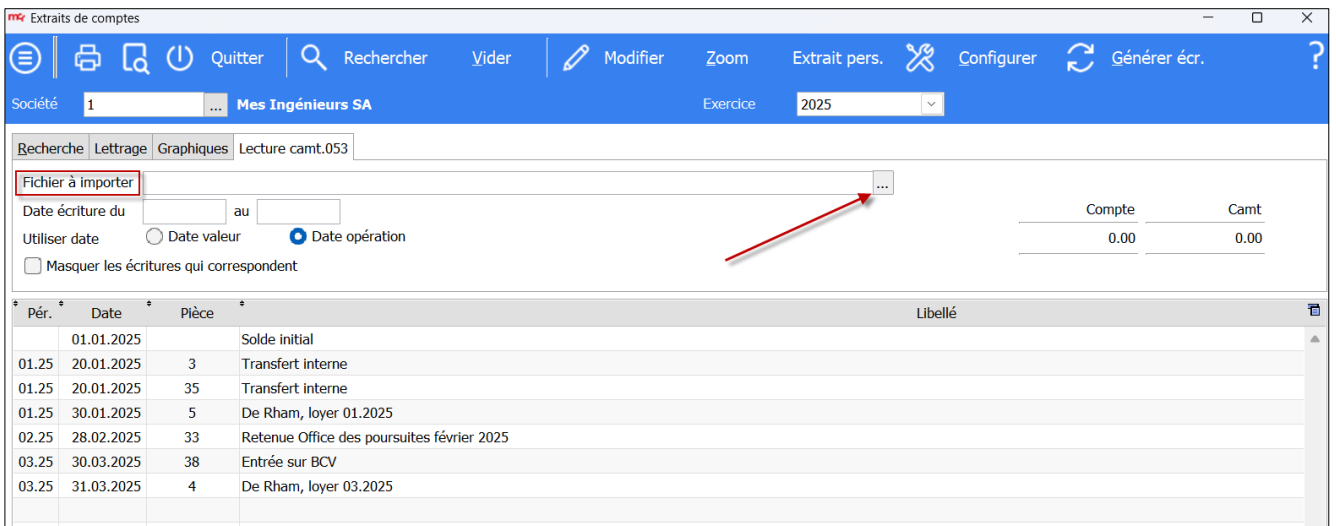 mcr Extraits de comptes
Quitter Rechercher Vider Modifier Zoom Extrait pers. Configurer Générer écr. ?
Société 1 ... Mes Ingénieurs SA Exercice 2025
Recherche Lettrage Graphiques Lecture camt.053
Fichier à importer ...
Date écriture du au Compte Camt
Utiliser date Date valeur Date opération 0.00 0.00
Masquer les écritures qui correspondent
Pér. Date Pièce Libellé
01.01.2025 Solde initial
01.25 20.01.2025 3 Transfert interne
01.25 20.01.2025 35 Transfert interne
01.25 30.01.2025 5 De Rham, loyer 01.2025
02.25 28.02.2025 33 Retenue Office des poursuites février 2025
03.25 30.03.2025 38 Entrée sur BCV
03.25 31.03.2025 4 De Rham, loyer 03.2025